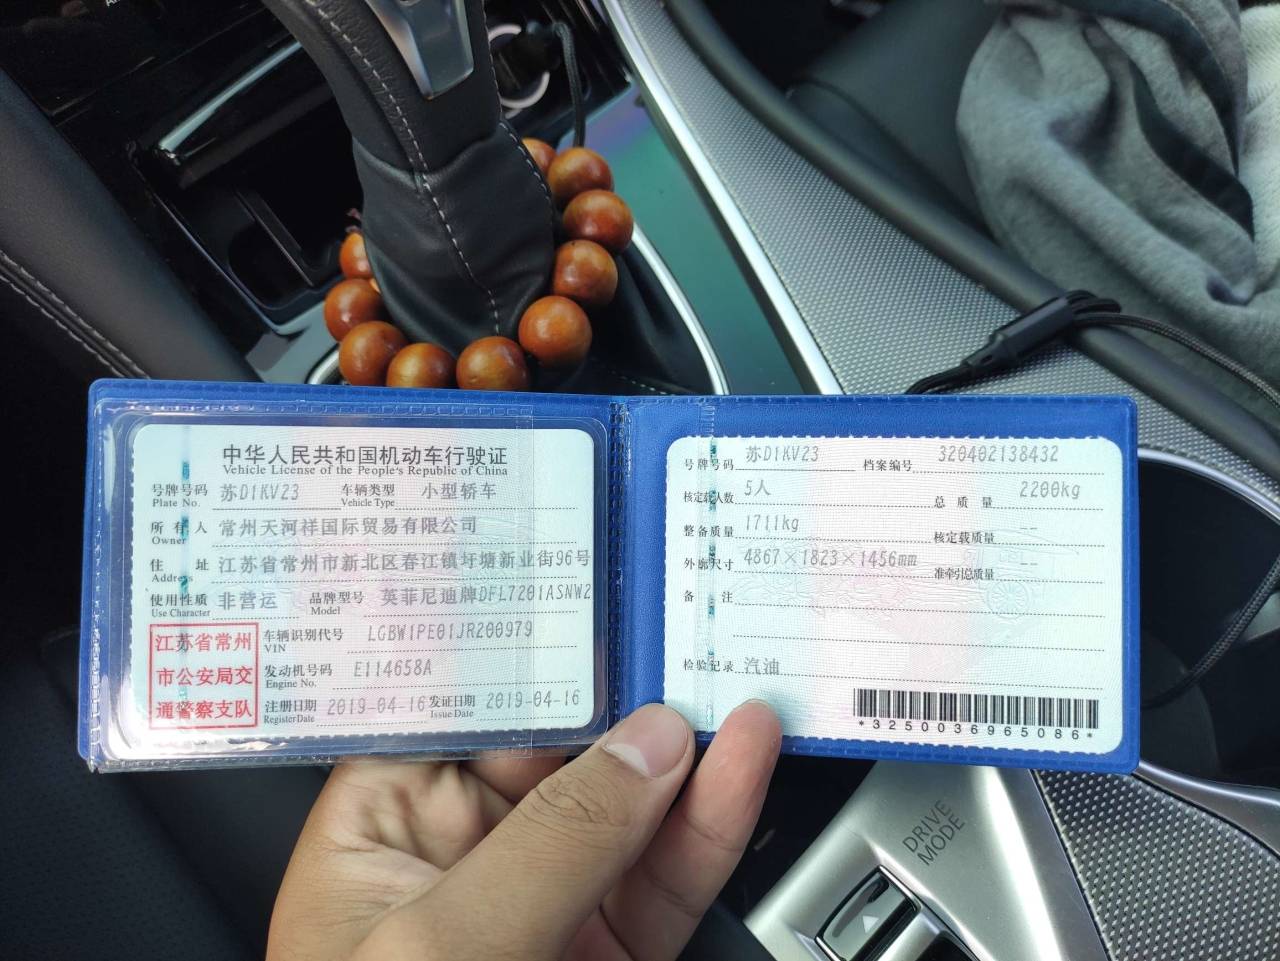 中华人民共和国机动车行驶证
Vehicle License of the People's Republic of China
号牌号码 苏D1KV23 车辆类型 小型轿车
Plate No. Vehicle Type
所有人 常州天河祥国际贸易有限公司
Owner
住址 江苏省常州市新北区春江镇圩塘新业街96号
Address
使用性质 非营运 品牌型号 英菲尼迪牌DFL7201ASNW2
Use Character Model
江苏省常州
市公安局交
通警察支队
车辆识别代号 LGBW1PE01JR200979
VIN
发动机号码 E114658A
Engine No.
注册日期 2019-04-16 发证日期 2019-04-16
Register Date Issue Date
号牌号码 苏D1KV23 档案编号 320402138432
核定载人数 5人 总质量 2200kg
整备质量 1711kg 核定载质量 --
外廓尺寸 4867×1823×1456mm 准牵引总质量 --
备注
检验记录 汽油
*3250036965086*
DRIVE
MODE